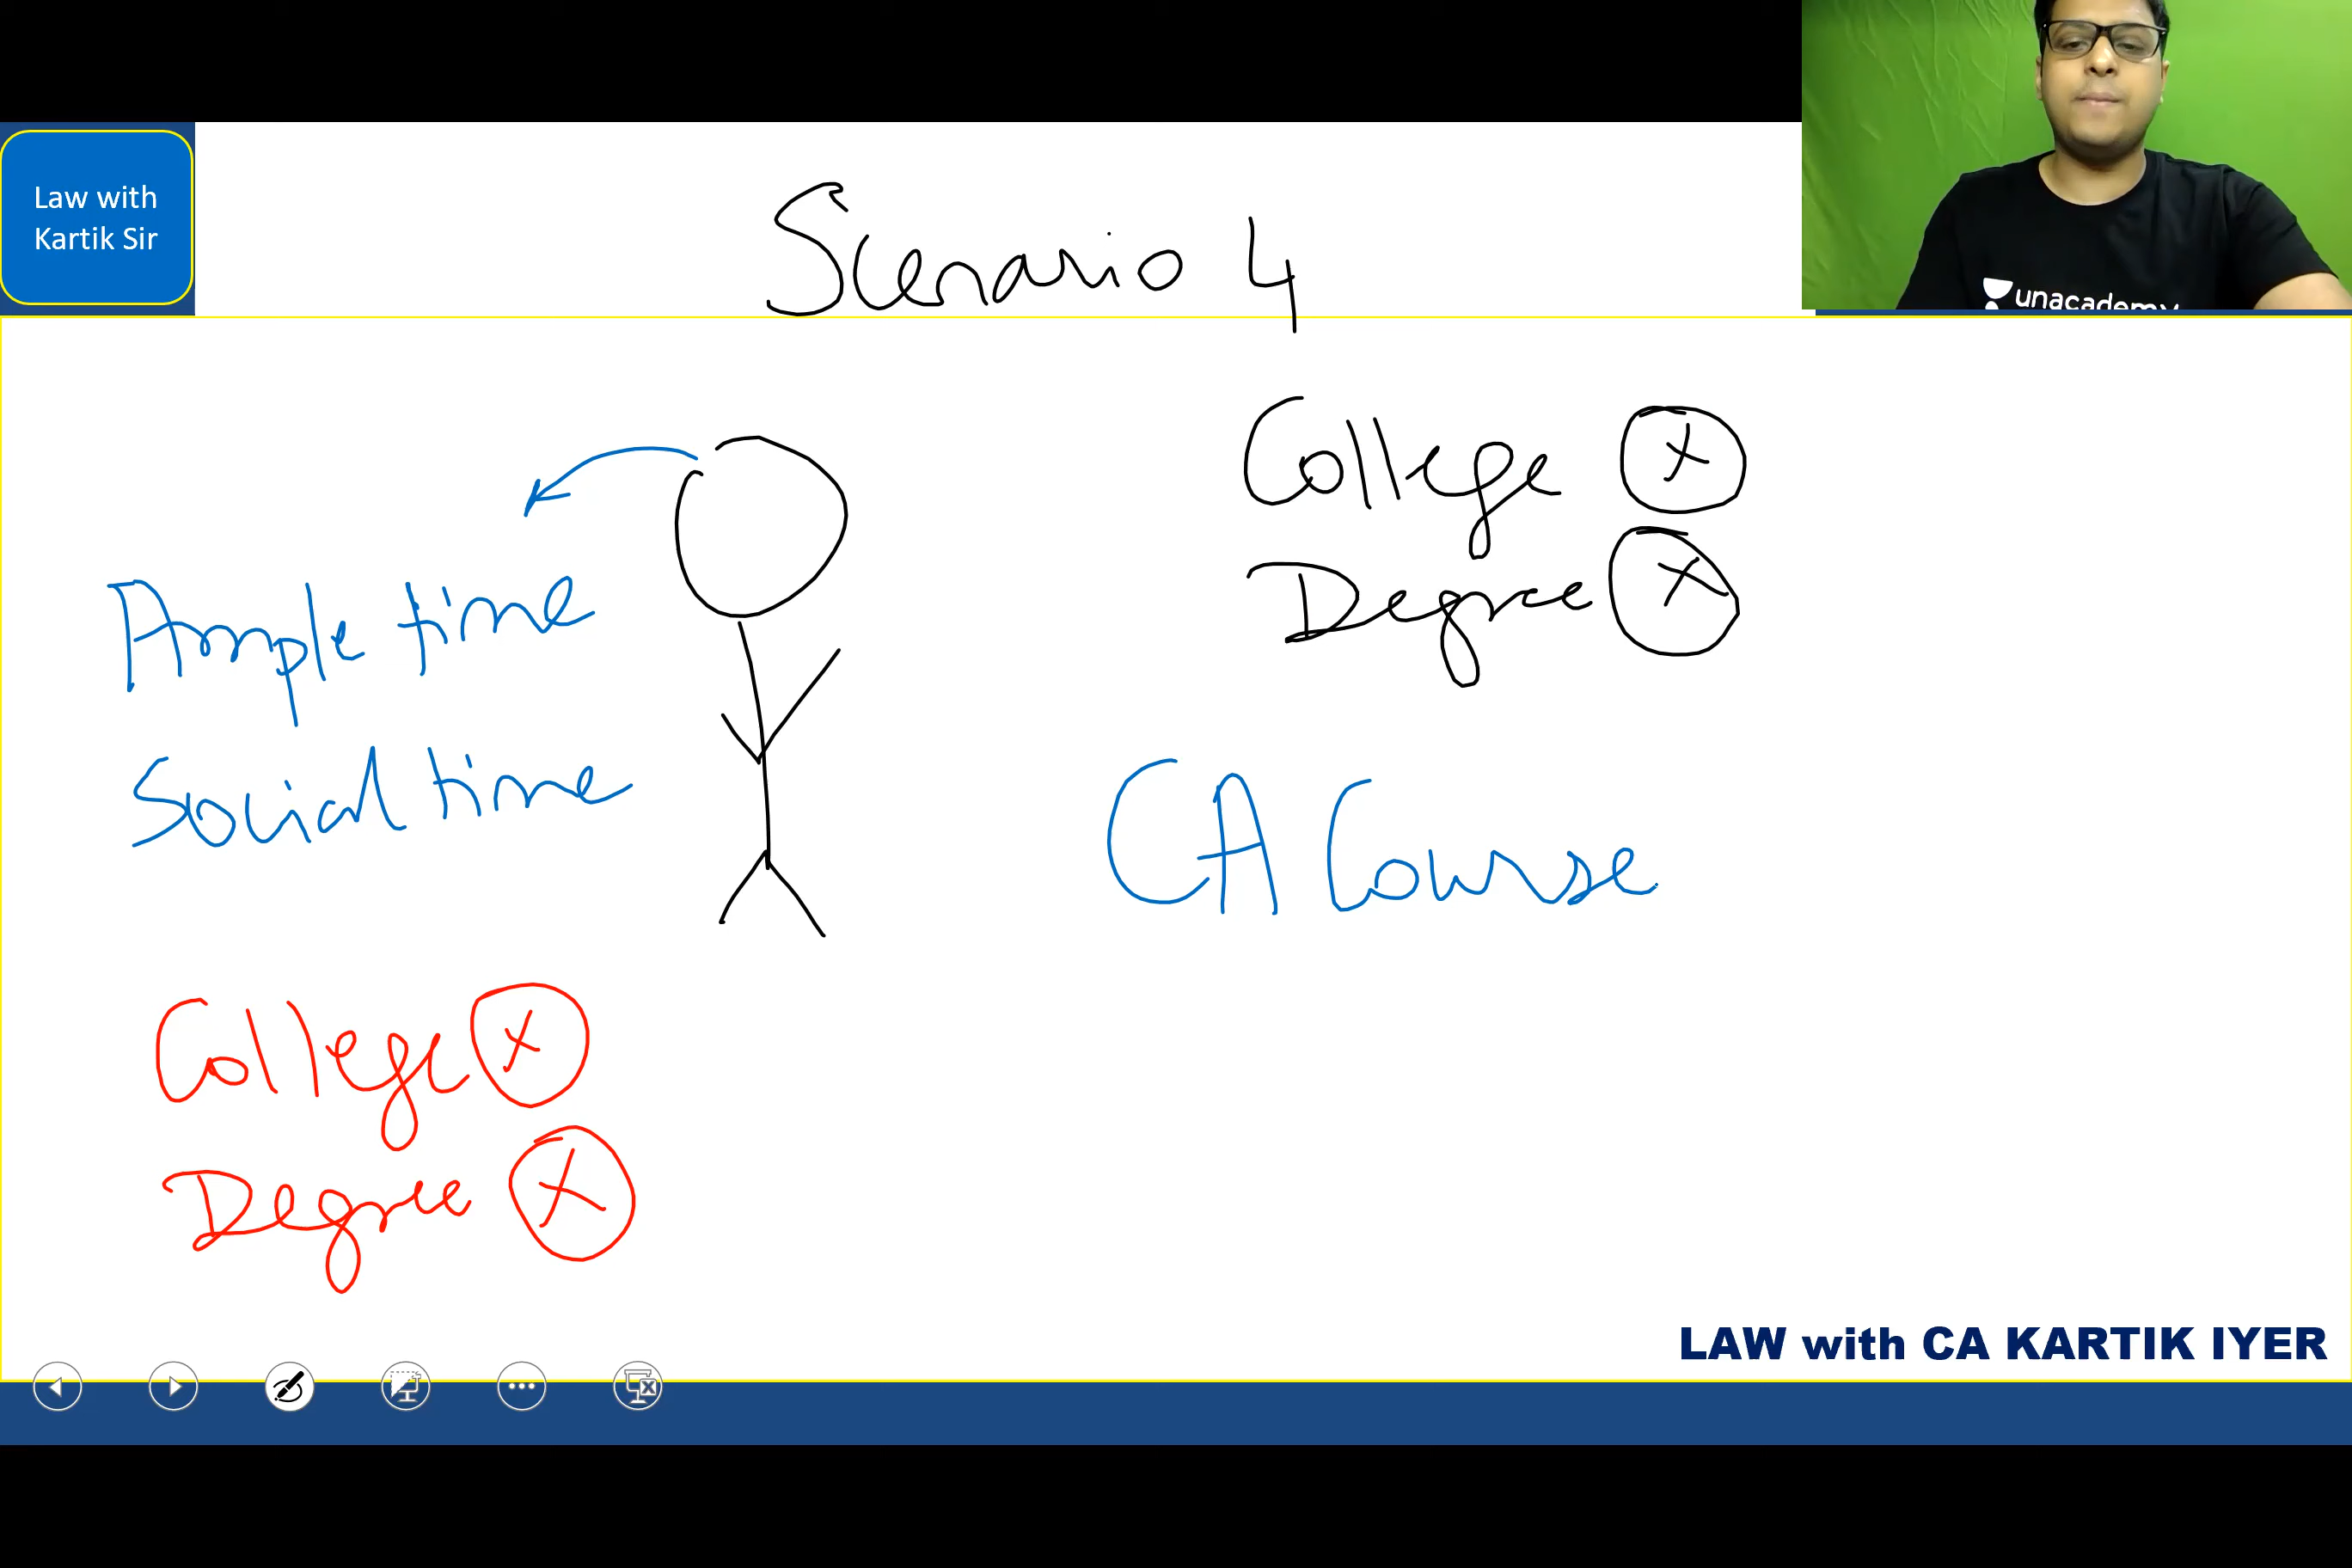 Law with
Kartik Sir
Scenario 4
unacademy
College X
Degree X
Ample time
Social time
CA Course
College X
Degree X
LAW with CA KARTIK IYER